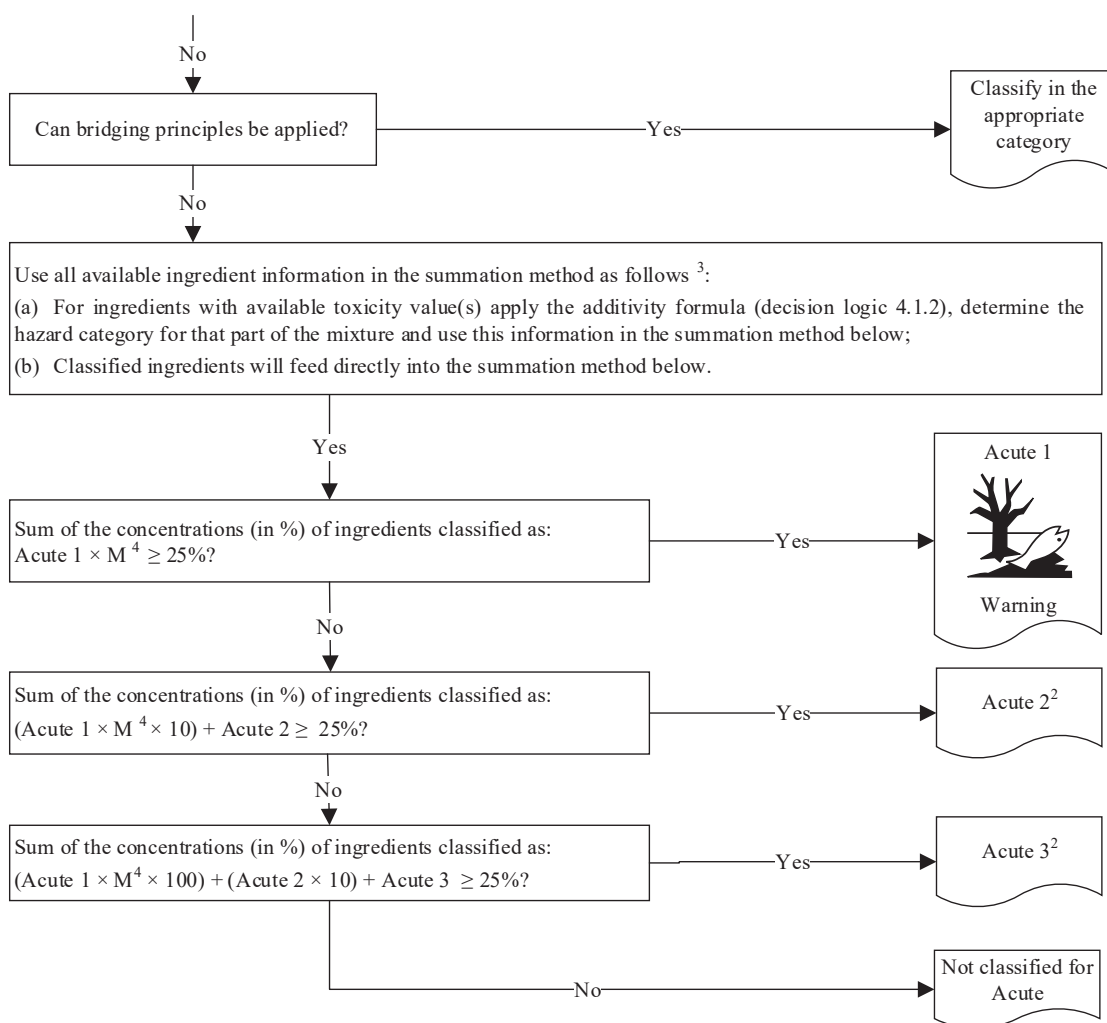 No
Can bridging principles be applied?
Yes
Classify in the
appropriate
category
No
Use all available ingredient information in the summation method as follows ³:
(a) For ingredients with available toxicity value(s) apply the additivity formula (decision logic 4.1.2), determine the
hazard category for that part of the mixture and use this information in the summation method below;
(b) Classified ingredients will feed directly into the summation method below.
Yes
Acute 1
Sum of the concentrations (in %) of ingredients classified as:
Acute 1 × M ⁴ ≥ 25%?
Yes
Warning
No
Sum of the concentrations (in %) of ingredients classified as:
(Acute 1 × M ⁴ × 10) + Acute 2 ≥ 25%?
Yes
Acute 2²
No
Sum of the concentrations (in %) of ingredients classified as:
(Acute 1 × M⁴ × 100) + (Acute 2 × 10) + Acute 3 ≥ 25%?
Yes
Acute 3²
No
Not classified for
Acute